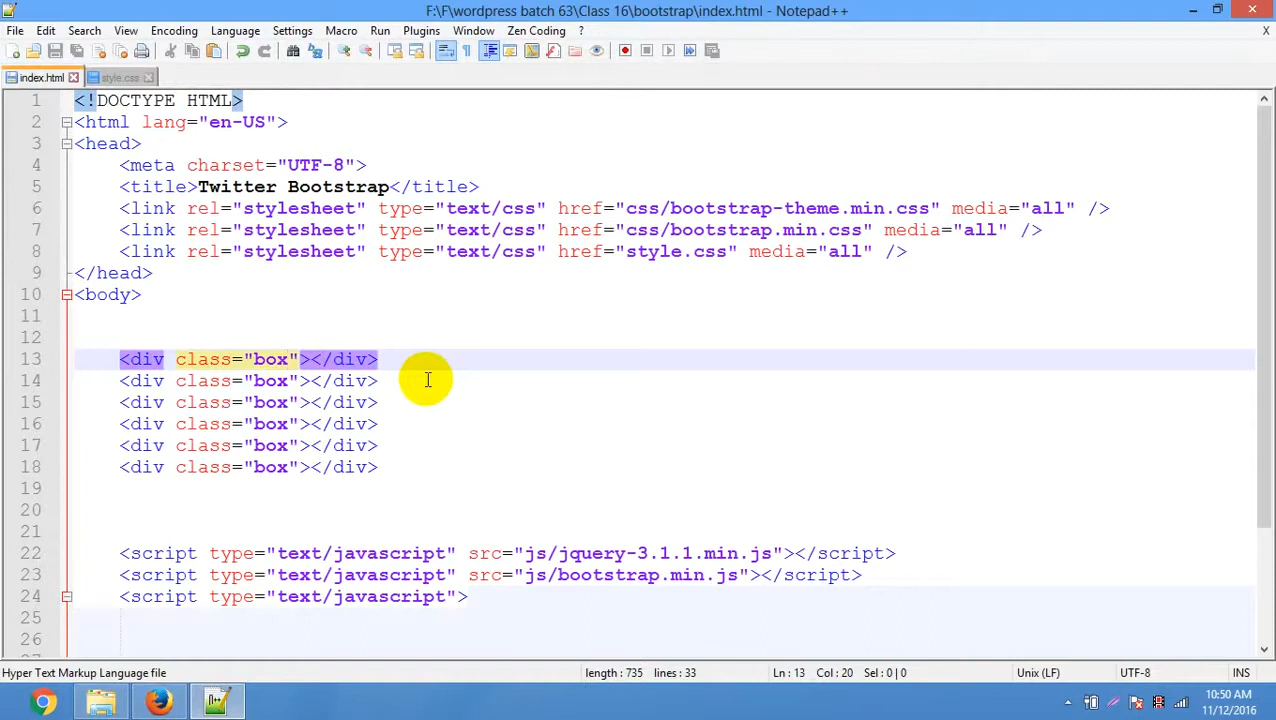 F:\F\wordpress batch 63\Class 16\bootstrap\index.html - Notepad++
File Edit Search View Encoding Language Settings Macro Run Plugins Window Zen Coding ? X
index.html style.css
1 <!DOCTYPE HTML>
2 <html lang="en-US">
3 <head>
4 <meta charset="UTF-8">
5 <title>Twitter Bootstrap</title>
6 <link rel="stylesheet" type="text/css" href="css/bootstrap-theme.min.css" media="all" />
7 <link rel="stylesheet" type="text/css" href="css/bootstrap.min.css" media="all" />
8 <link rel="stylesheet" type="text/css" href="style.css" media="all" />
9 </head>
10 <body>
11
12
13 <div class="box"></div>
14 <div class="box"></div>
15 <div class="box"></div>
16 <div class="box"></div>
17 <div class="box"></div>
18 <div class="box"></div>
19
20
21
22 <script type="text/javascript" src="js/jquery-3.1.1.min.js"></script>
23 <script type="text/javascript" src="js/bootstrap.min.js"></script>
24 <script type="text/javascript">
25
26
Hyper Text Markup Language file length : 735 lines : 33 Ln : 13 Col : 20 Sel : 0 | 0 Unix (LF) UTF-8 INS
10:50 AM
11/12/2016